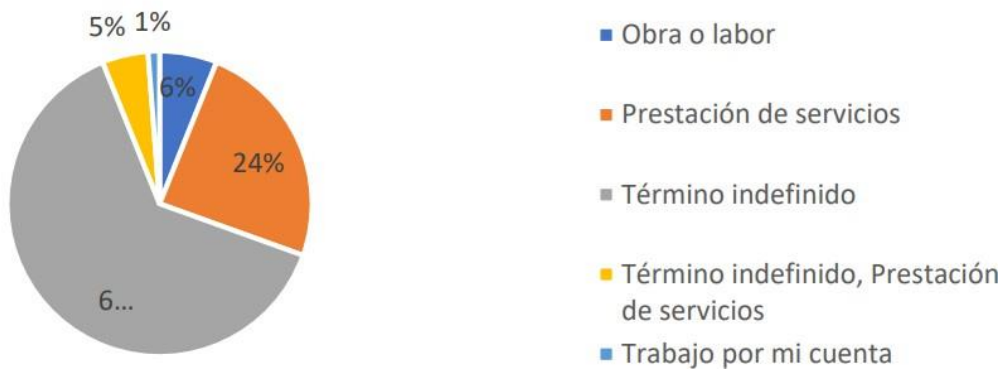 5%
1%
6%
24%
6...
Obra o labor
Prestación de servicios
Término indefinido
Término indefinido, Prestación
de servicios
Trabajo por mi cuenta